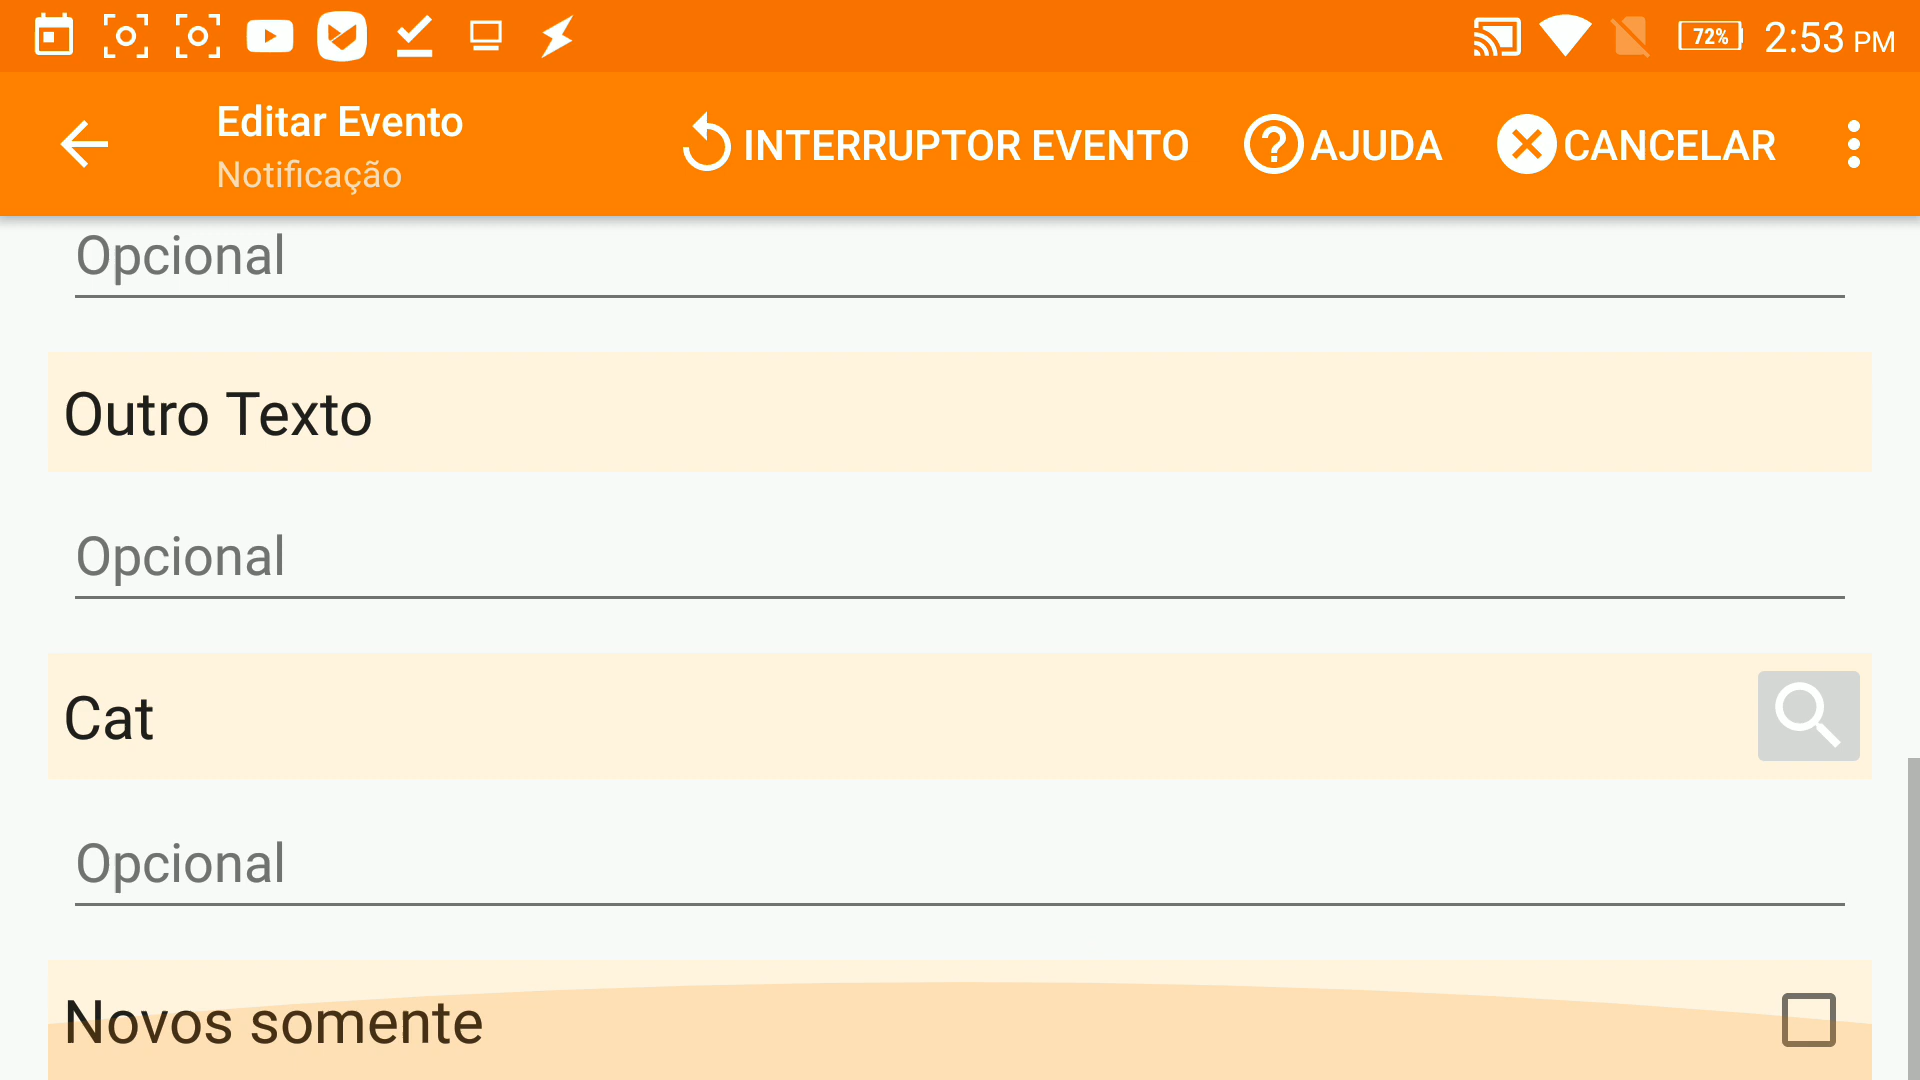 72%
2:53 PM
Editar Evento
Notificação
INTERRUPTOR EVENTO
AJUDA
CANCELAR
Opcional
Outro Texto
Opcional
Cat
Opcional
Novos somente